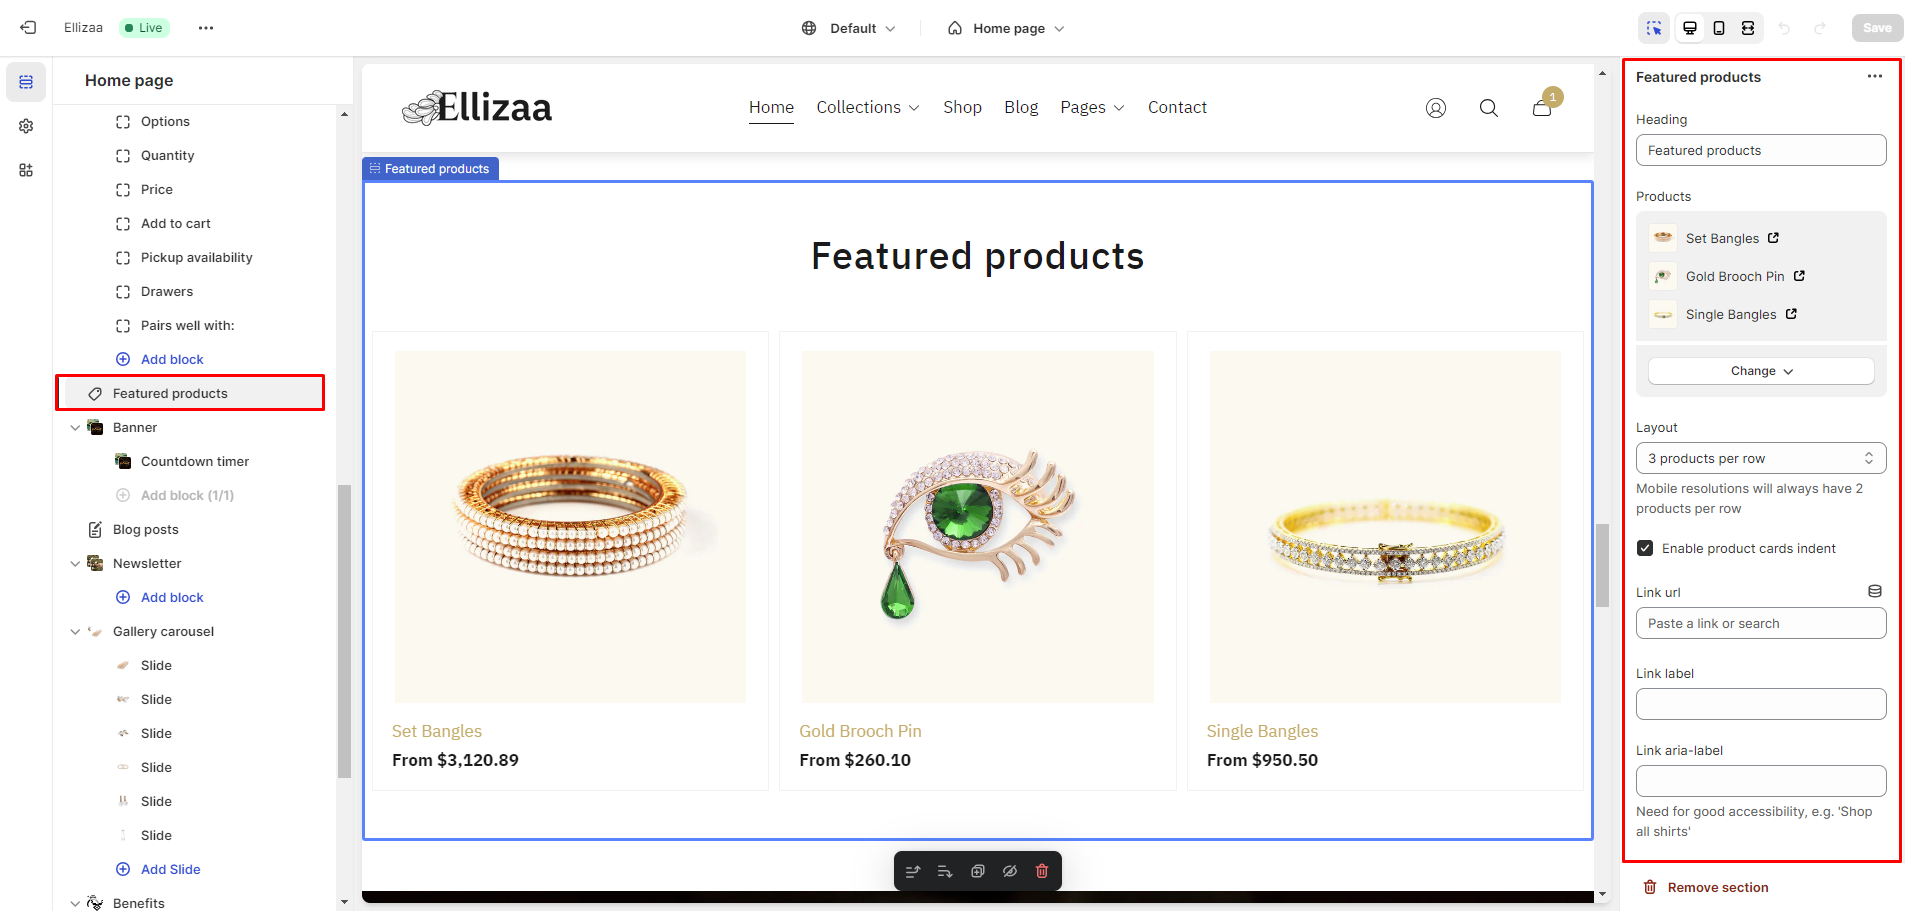 Ellizaa
Live
Default
Home page
Save
Home page
Options
Quantity
Price
Add to cart
Pickup availability
Drawers
Pairs well with:
Add block
Featured products
Banner
Countdown timer
Add block (1/1)
Blog posts
Newsletter
Add block
Gallery carousel
Slide
Slide
Slide
Slide
Slide
Slide
Add Slide
Benefits
Ellizaa
Home
Collections
Shop
Blog
Pages
Contact
1
Featured products
Featured products
Set Bangles
From $3,120.89
Gold Brooch Pin
From $260.10
Single Bangles
From $950.50
Featured products
Heading
Featured products
Products
Set Bangles
Gold Brooch Pin
Single Bangles
Change
Layout
3 products per row
Mobile resolutions will always have 2
products per row
Enable product cards indent
Link url
Paste a link or search
Link label
Link aria-label
Need for good accessibility, e.g. 'Shop
all shirts'
Remove section